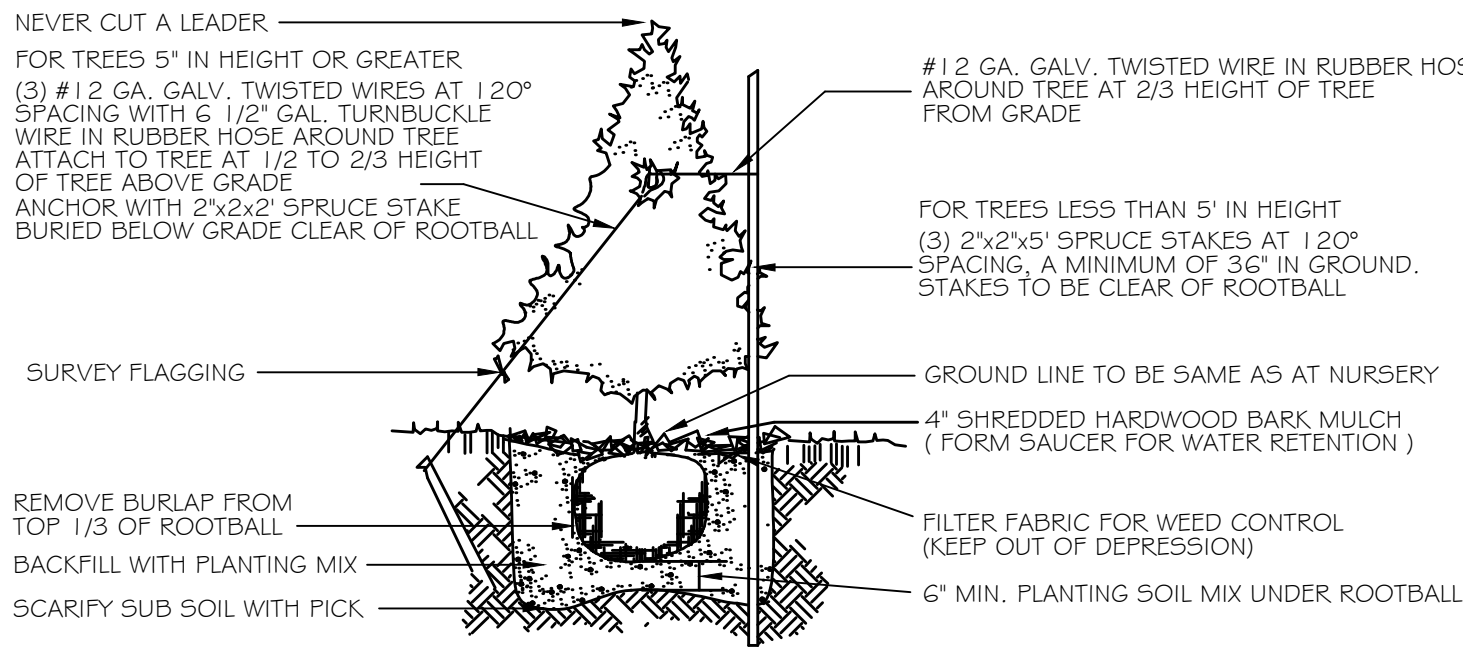 NEVER CUT A LEADER
FOR TREES 5" IN HEIGHT OR GREATER
(3) #12 GA. GALV. TWISTED WIRES AT 120°
SPACING WITH 6 1/2" GAL. TURNBUCKLE
WIRE IN RUBBER HOSE AROUND TREE
ATTACH TO TREE AT 1/2 TO 2/3 HEIGHT
OF TREE ABOVE GRADE
ANCHOR WITH 2"x2x2' SPRUCE STAKE
BURIED BELOW GRADE CLEAR OF ROOTBALL
SURVEY FLAGGING
REMOVE BURLAP FROM
TOP 1/3 OF ROOTBALL
BACKFILL WITH PLANTING MIX
SCARIFY SUB SOIL WITH PICK
#12 GA. GALV. TWISTED WIRE IN RUBBER HOS
AROUND TREE AT 2/3 HEIGHT OF TREE
FROM GRADE
FOR TREES LESS THAN 5' IN HEIGHT
(3) 2"x2"x5' SPRUCE STAKES AT 120°
SPACING, A MINIMUM OF 36" IN GROUND.
STAKES TO BE CLEAR OF ROOTBALL
GROUND LINE TO BE SAME AS AT NURSERY
4" SHREDDED HARDWOOD BARK MULCH
( FORM SAUCER FOR WATER RETENTION )
FILTER FABRIC FOR WEED CONTROL
(KEEP OUT OF DEPRESSION)
6" MIN. PLANTING SOIL MIX UNDER ROOTBALL